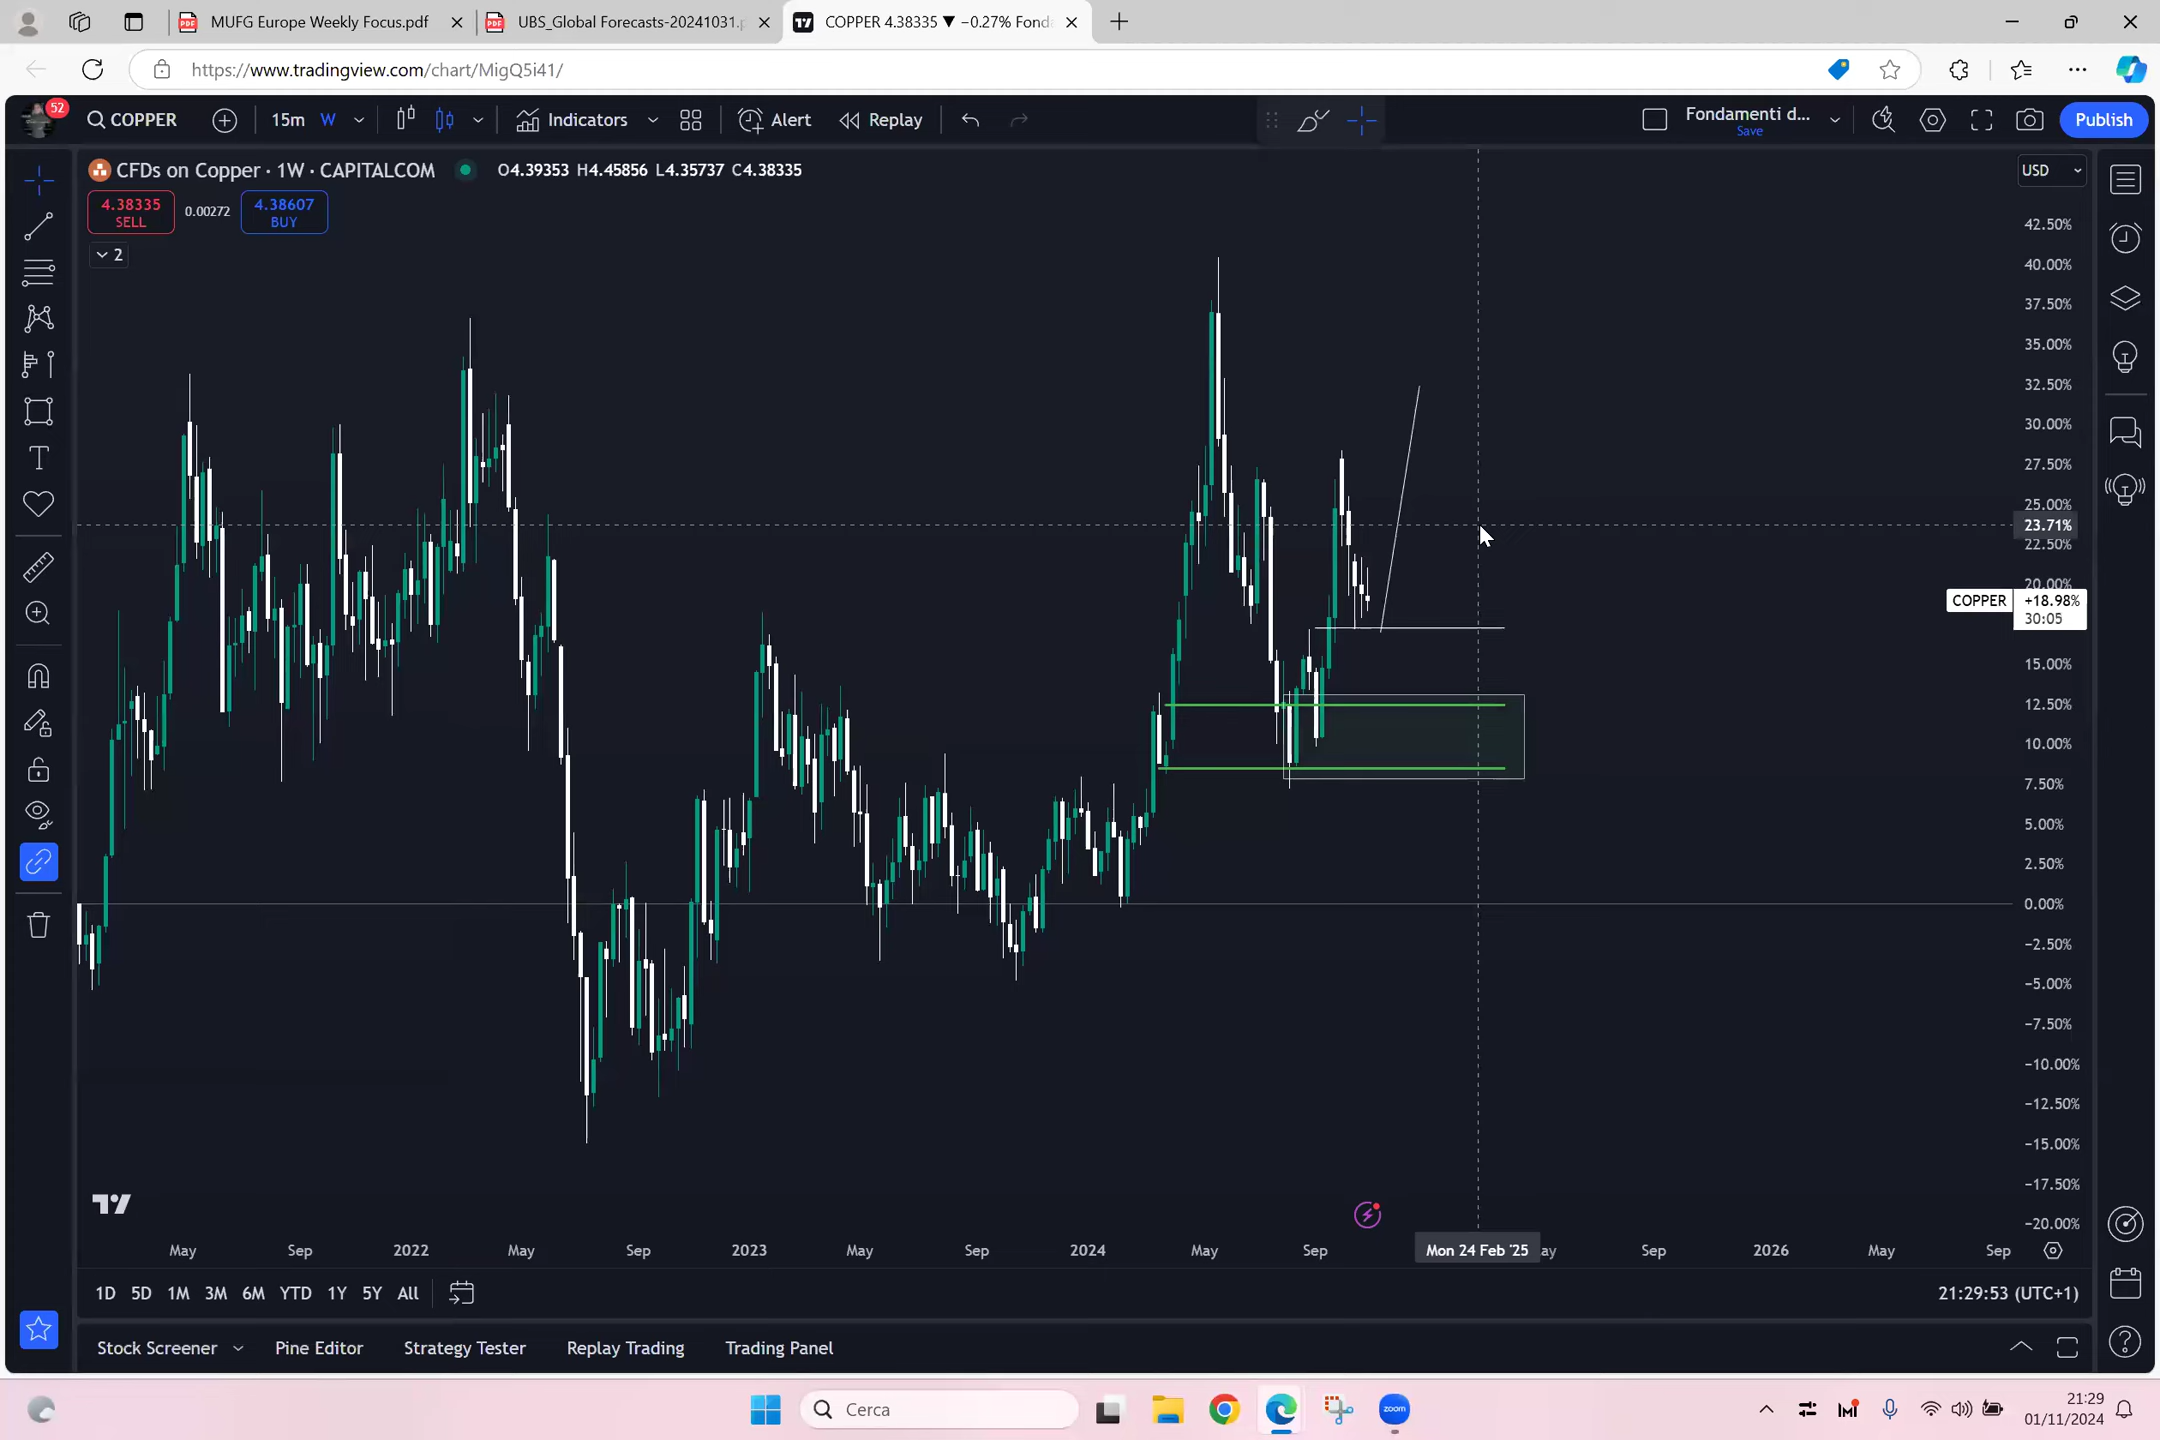 MUFG Europe Weekly Focus.pdf
UBS_Global Forecasts-20241031.p
COPPER 4.38335 ▼ −0.27% Fonda
https://www.tradingview.com/chart/MigQ5i41/
52
COPPER
15m W
Indicators
Alert
Replay
Fondamenti d...
Save
Publish
CFDs on Copper · 1W · CAPITALCOM
O4.39353 H4.45856 L4.35737 C4.38335
USD
4.38335
SELL
0.00272
4.38607
BUY
2
42.50%
40.00%
37.50%
35.00%
32.50%
30.00%
27.50%
25.00%
23.71%
22.50%
20.00%
COPPER +18.98%
30:05
15.00%
12.50%
10.00%
7.50%
5.00%
2.50%
0.00%
−2.50%
−5.00%
−7.50%
−10.00%
−12.50%
−15.00%
−17.50%
−20.00%
May Sep 2022 May Sep 2023 May Sep 2024 May Sep Mon 24 Feb '25 ay Sep 2026 May Sep
1D 5D 1M 3M 6M YTD 1Y 5Y All
21:29:53 (UTC+1)
Stock Screener Pine Editor Strategy Tester Replay Trading Trading Panel
Cerca
zoom
21:29
01/11/2024